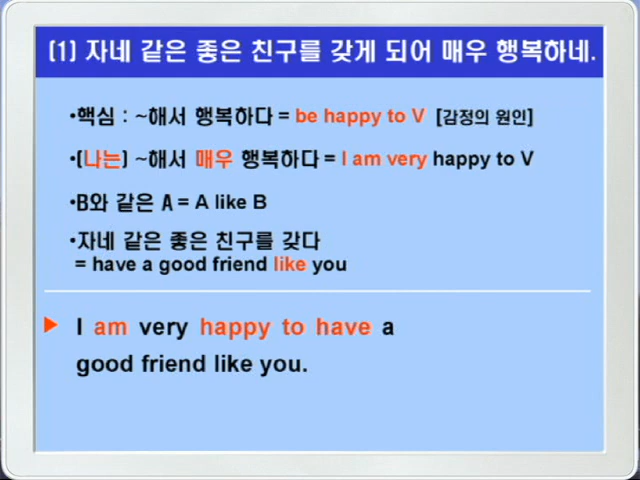 (1) 자네 같은 좋은 친구를 갖게 되어 매우 행복하네.
•핵심 : ~해서 행복하다 = be happy to V [감정의 원인]
•(나는) ~해서 매우 행복하다 = I am very happy to V
•B와 같은 A = A like B
•자네 같은 좋은 친구를 갖다
= have a good friend like you
▶ I am very happy to have a
good friend like you.